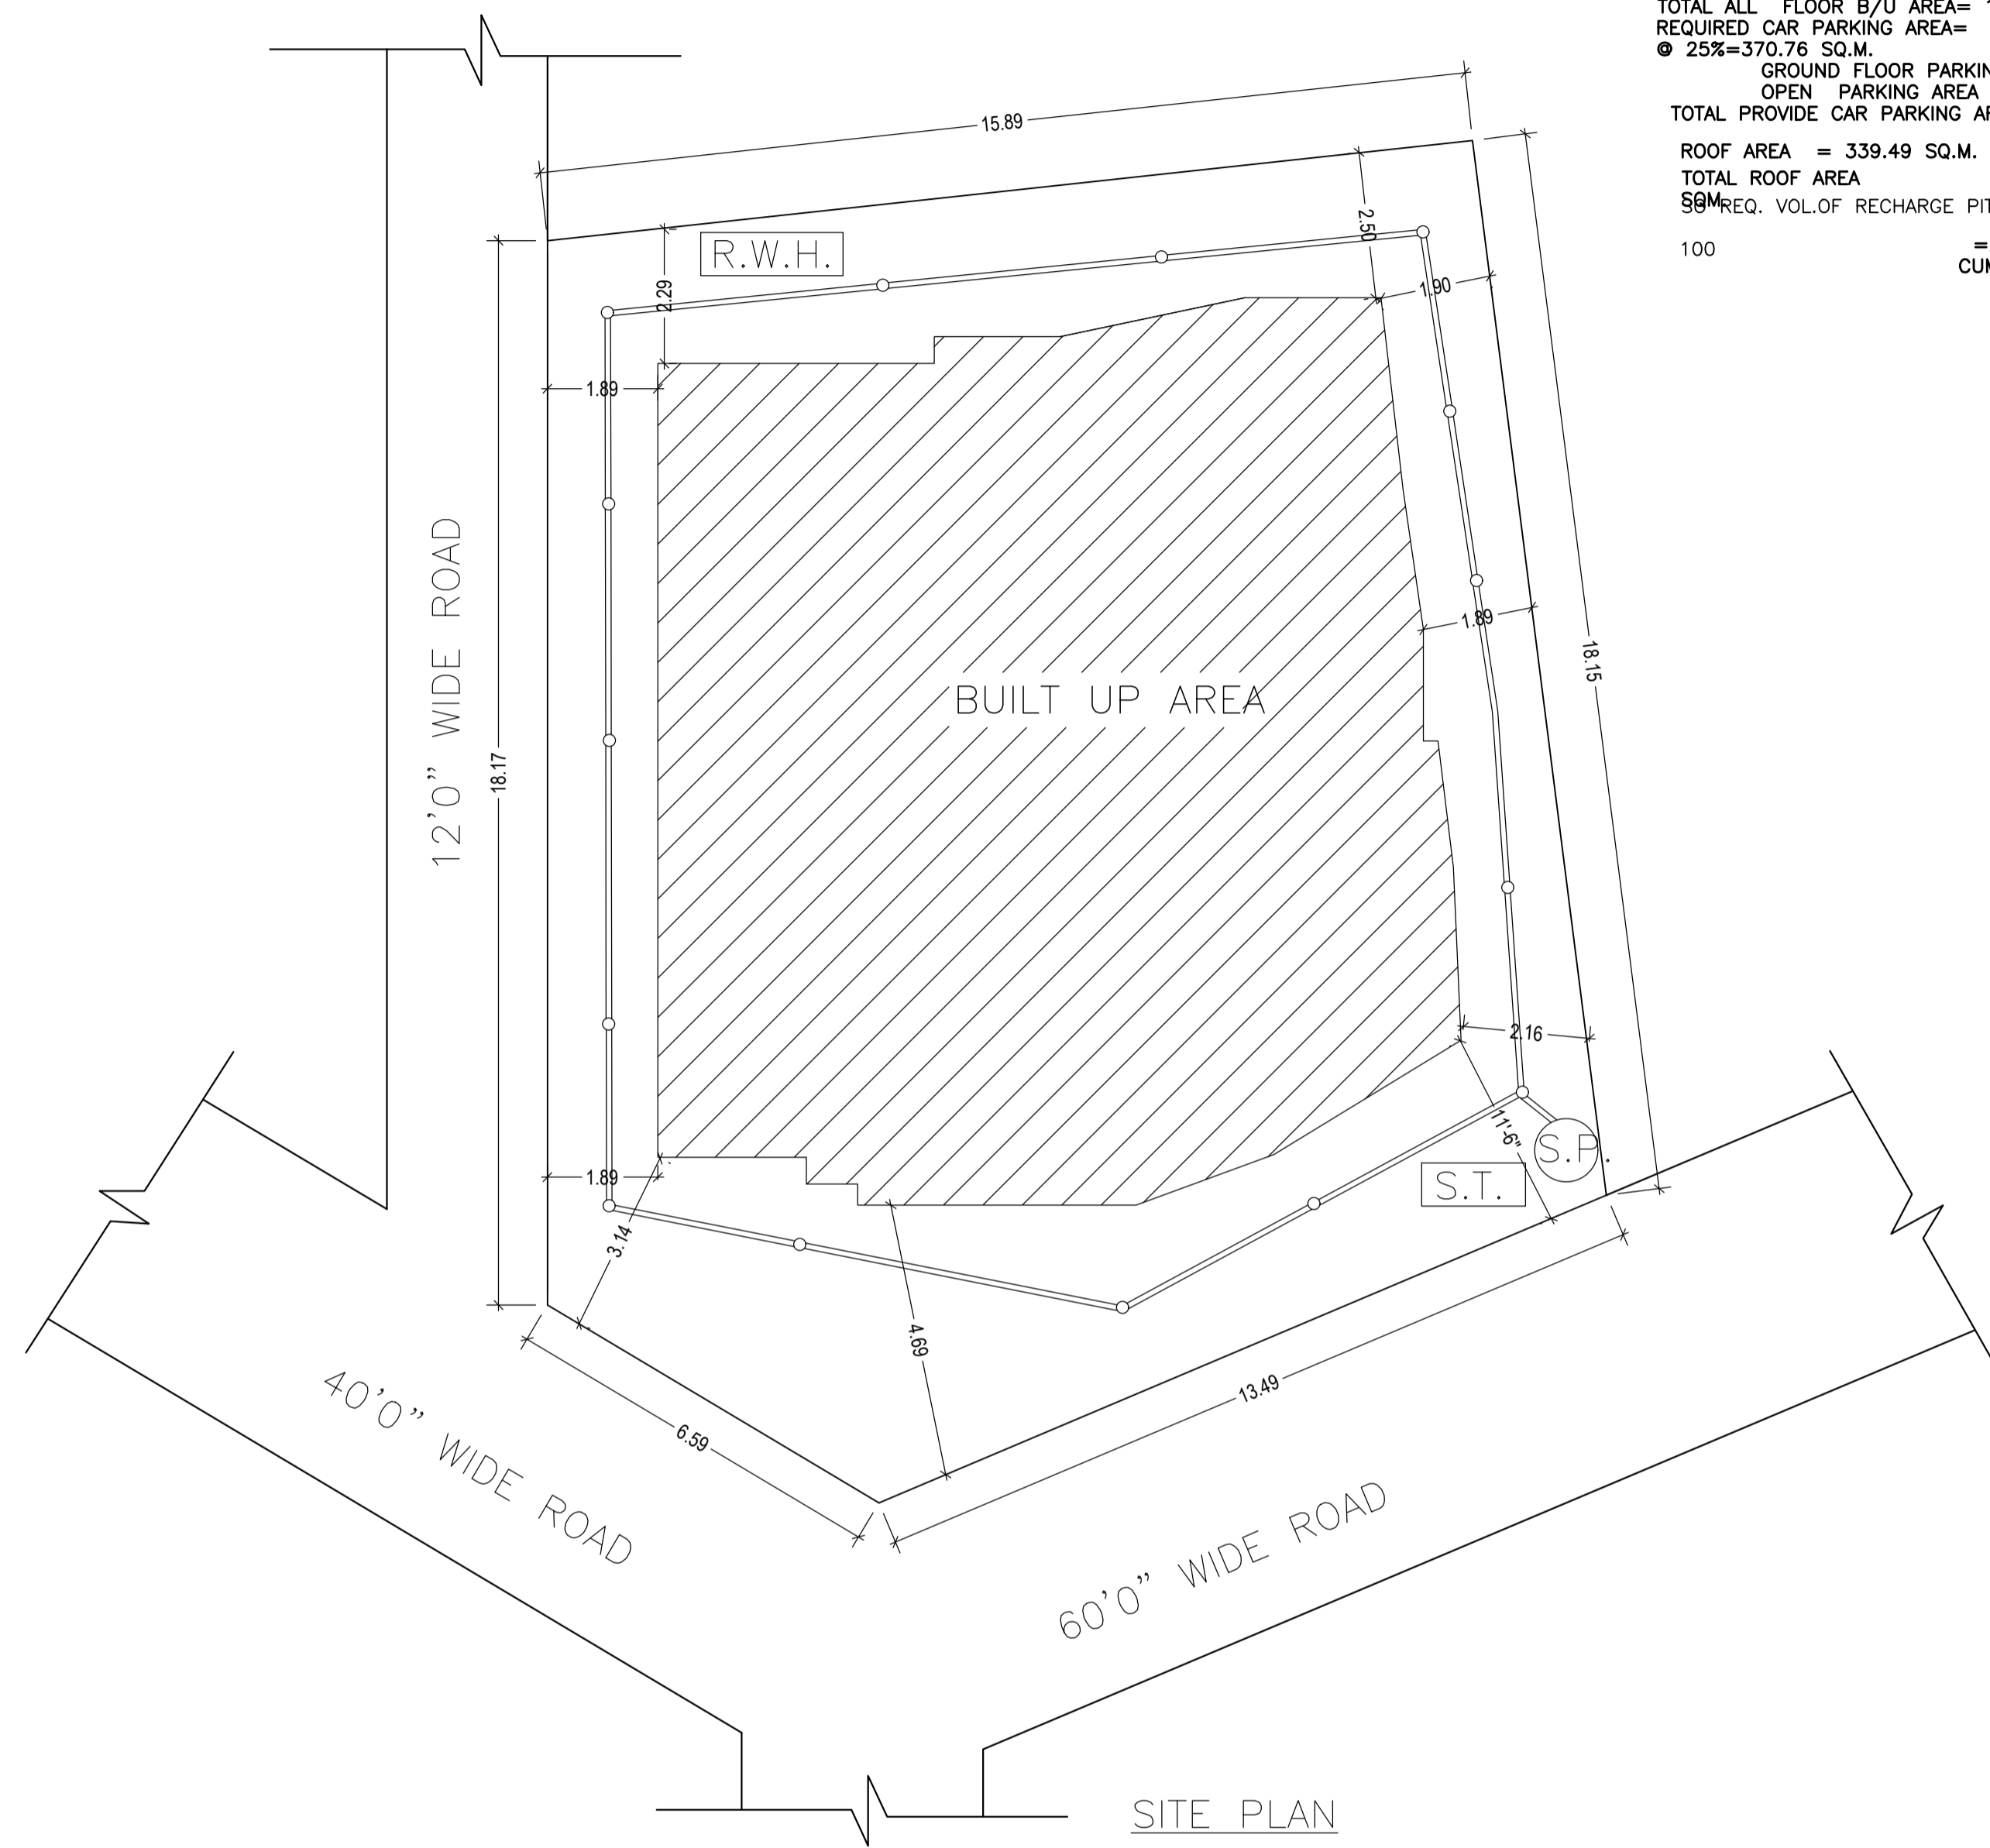 TOTAL ALL FLOOR B/U AREA=
REQUIRED CAR PARKING AREA=
@ 25%=370.76 SQ.M.
GROUND FLOOR
OPEN PARKING AREA
TOTAL PROVIDE CAR PARKING
ROOF AREA = 339.49 SQ.M.
TOTAL ROOF AREA
SQM.
REQ. VOL.OF RECHARGE PIT
100 =
15.89
2.50
R.W.H.
2.29
1.90
1.89
12'0" WIDE ROAD
18.17
BUILT UP AREA
1.89
18.15
2.16
11'-6"
S.P.
S.T.
1.89
3.14
4.69
6.59
13.49
40'0" WIDE ROAD
60'0" WIDE ROAD
SITE PLAN